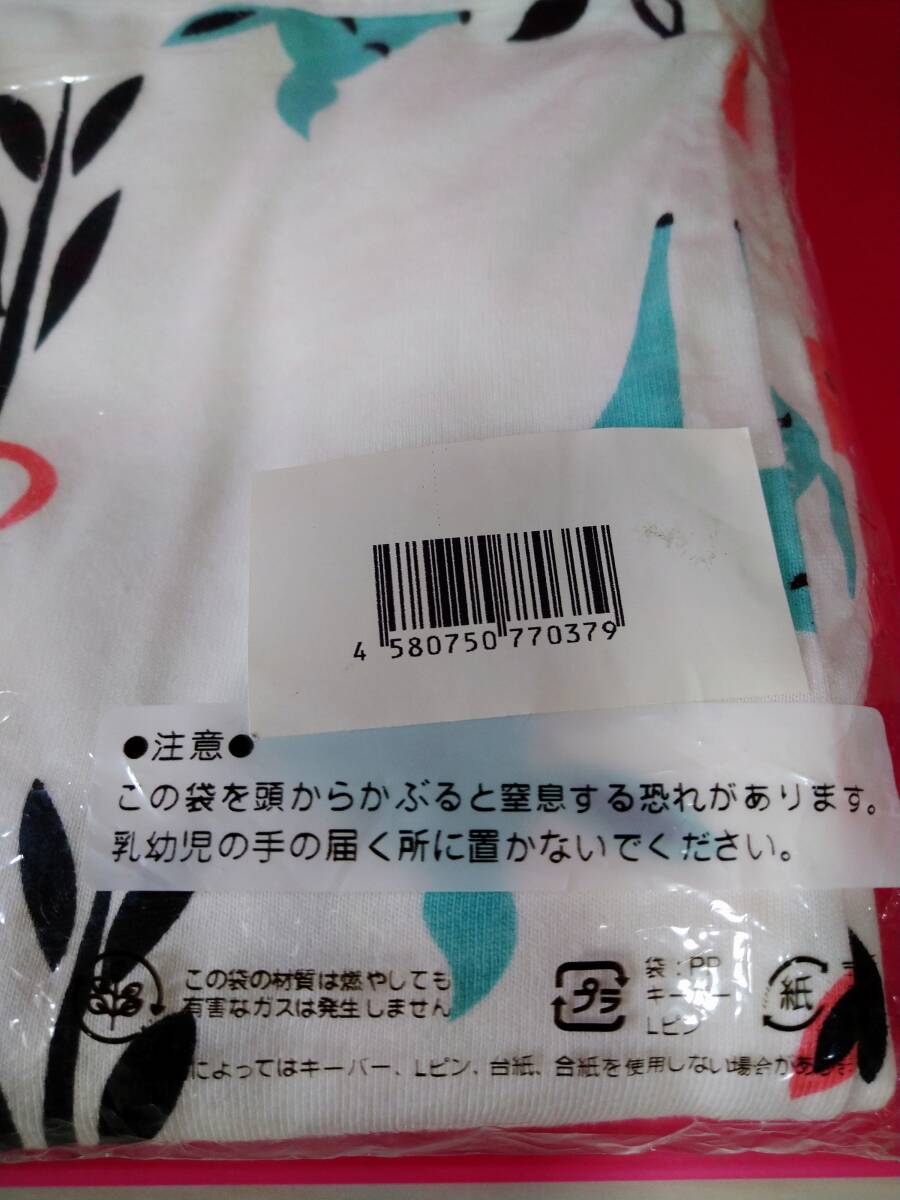 4 580750 770379
●注意●
この袋を頭からかぶると窒息する恐れがあります。
乳幼児の手の届く所に置かないでください。
この袋の材質は燃やしても
有害なガスは発生しません
プラ
袋:PP
キーパー
Lピン
紙
によってはキーパー、Lピン、台紙、合紙を使用しない場合があ